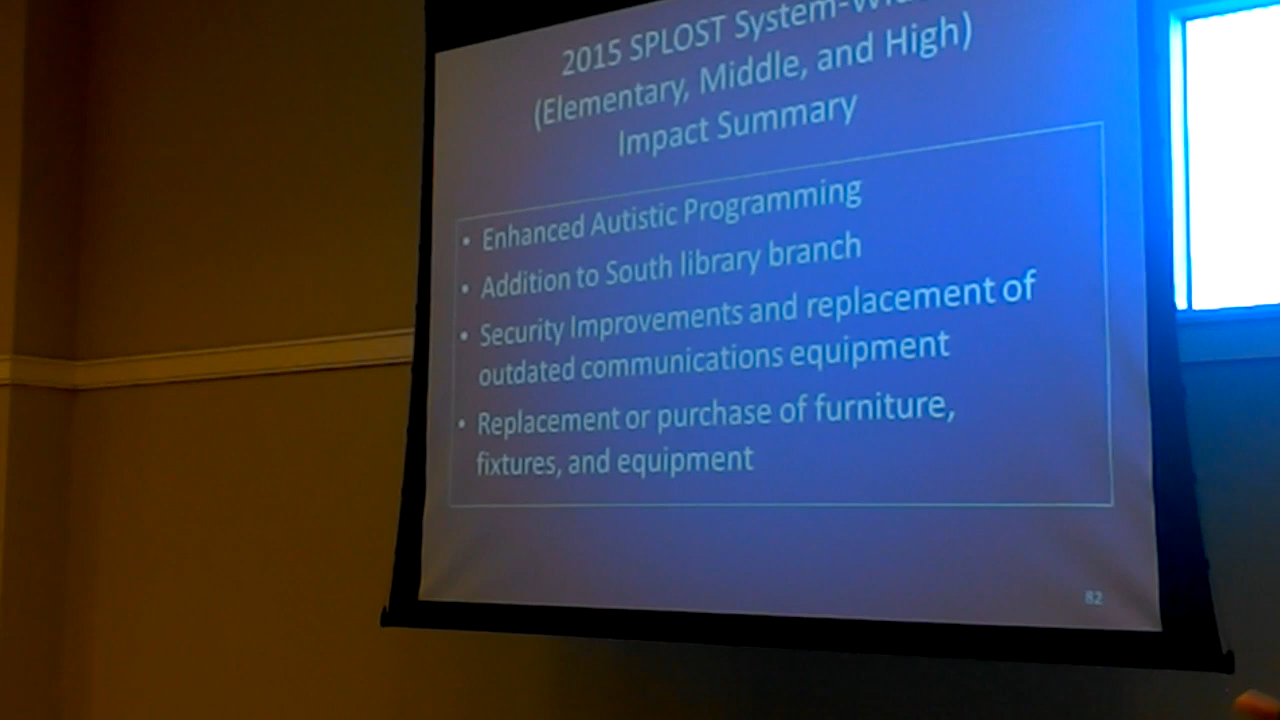 2015 SPLOST
(Elementary, Middle, and High)
Impact Summary
• Enhanced Autistic Programming
• Addition to South library branch
• Security Improvements and replacement of
outdated communications equipment
• Replacement or purchase of furniture,
fixtures, and equipment
82